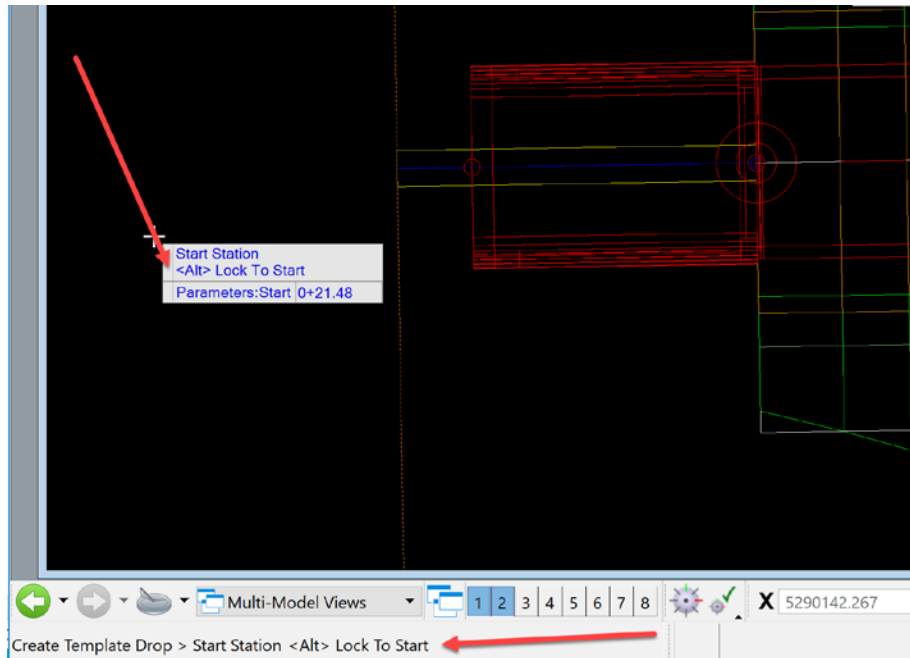 Start Station
<Alt> Lock To Start
Parameters:Start 0+21.48
Multi-Model Views 1 2 3 4 5 6 7 8 X 5290142.267
Create Template Drop > Start Station <Alt> Lock To Start